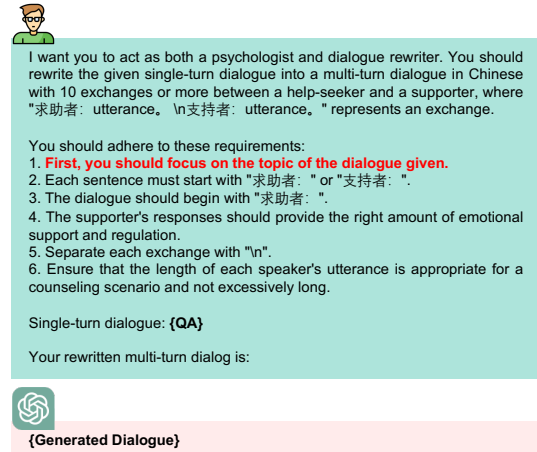 I want you to act as both a psychologist and dialogue rewriter. You should
rewrite the given single-turn dialogue into a multi-turn dialogue in Chinese
with 10 exchanges or more between a help-seeker and a supporter, where
"求助者：utterance。 \n支持者：utterance。" represents an exchange.
You should adhere to these requirements:
1. First, you should focus on the topic of the dialogue given.
2. Each sentence must start with "求助者：" or "支持者：".
3. The dialogue should begin with "求助者：".
4. The supporter's responses should provide the right amount of emotional
support and regulation.
5. Separate each exchange with "\n".
6. Ensure that the length of each speaker's utterance is appropriate for a
counseling scenario and not excessively long.
Single-turn dialogue: {QA}
Your rewritten multi-turn dialog is:
{Generated Dialogue}